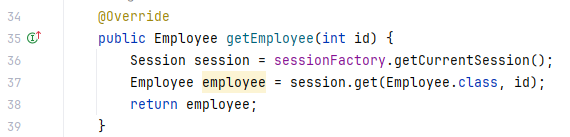 34 @Override
35 public Employee getEmployee(int id) {
36 Session session = sessionFactory.getCurrentSession();
37 Employee employee = session.get(Employee.class, id);
38 return employee;
39 }